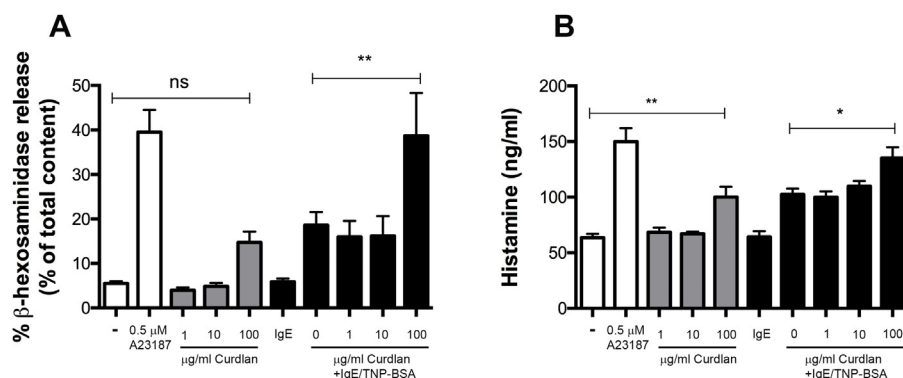 A
% β-hexosaminidase release
(% of total content)
50
40
30
20
10
0
ns
**
-
0.5 μM
A23187
1
10
100
μg/ml Curdlan
IgE
0
1
10
100
μg/ml Curdlan
+IgE/TNP-BSA
B
Histamine (ng/ml)
200
150
100
50
0
**
*
-
0.5 μM
A23187
1
10
100
μg/ml Curdlan
IgE
0
1
10
100
μg/ml Curdlan
+IgE/TNP-BSA